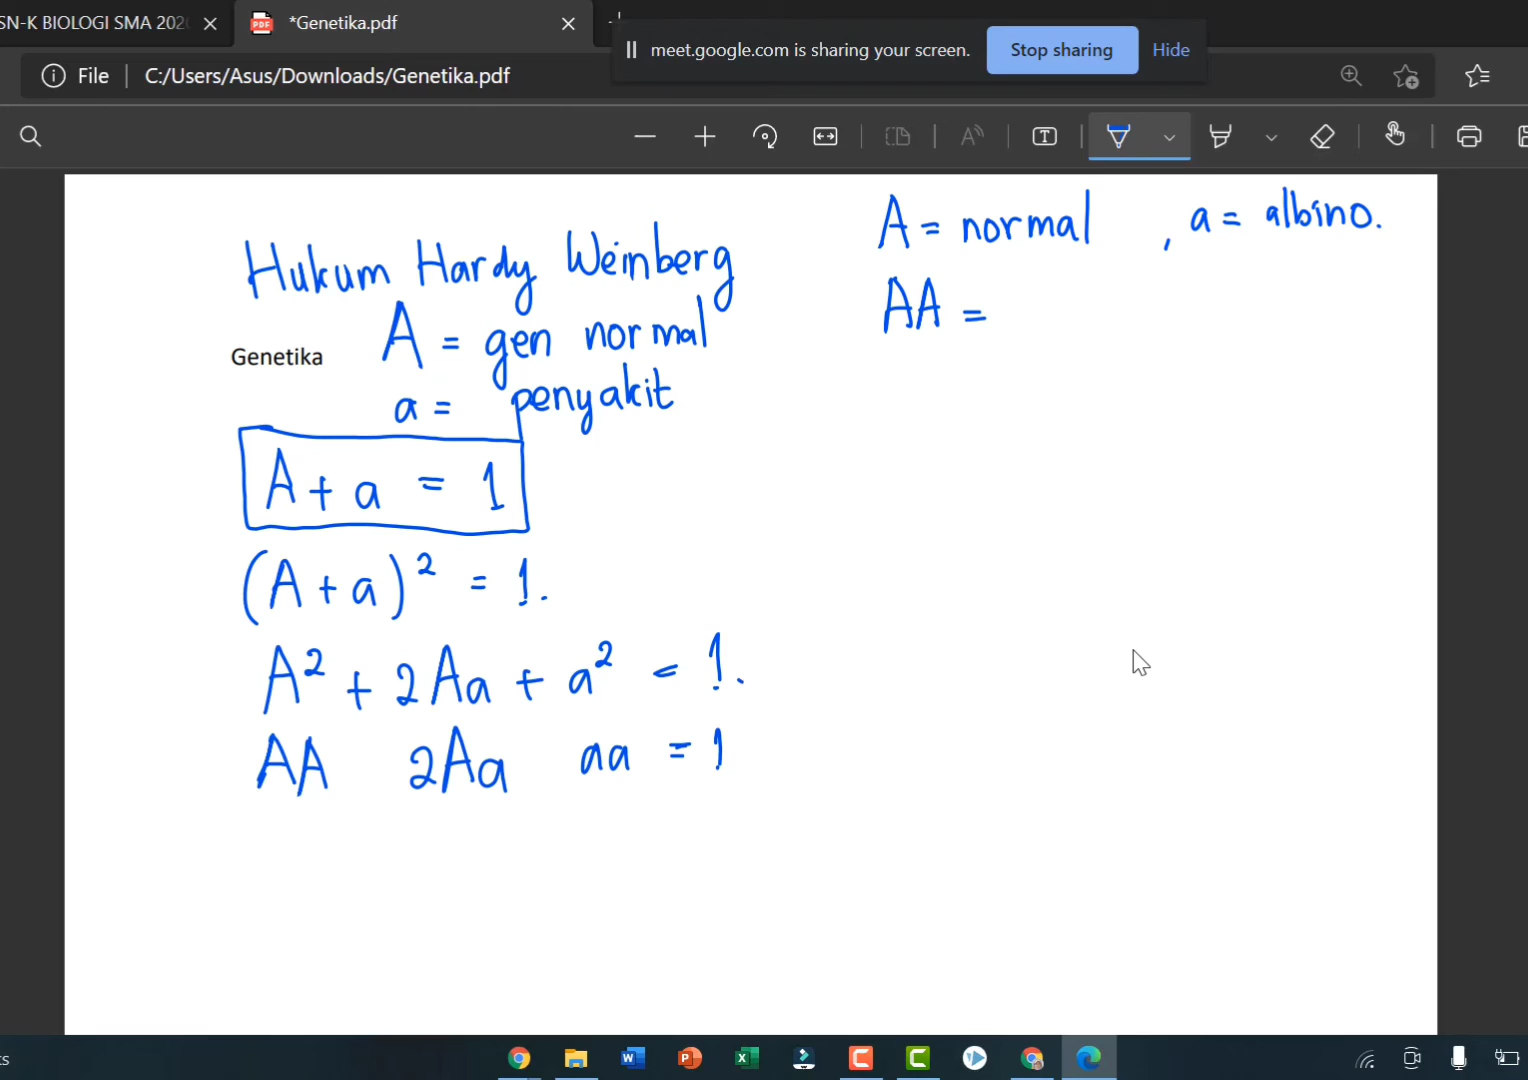 SN-K BIOLOGI SMA 202
*Genetika.pdf
meet.google.com is sharing your screen.
Stop sharing
Hide
File
C:/Users/Asus/Downloads/Genetika.pdf
Hukum Hardy Weinberg
A = gen normal
Genetika
a = penyakit
A + a = 1
(A + a)² = 1.
A² + 2Aa + a² = 1.
AA 2Aa aa = 1
A = normal , a = albino.
AA =